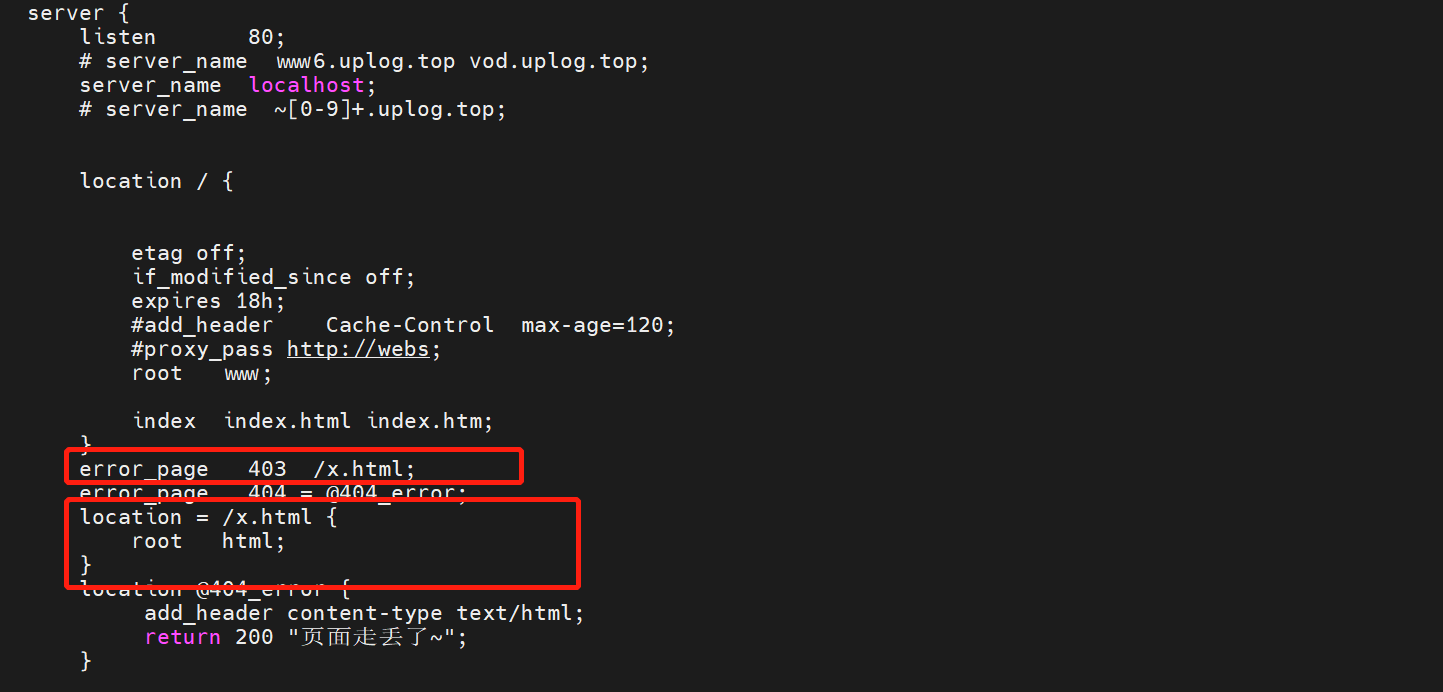 server {
listen 80;
# server_name www6.uplog.top vod.uplog.top;
server_name localhost;
# server_name ~[0-9]+.uplog.top;
location / {
etag off;
if_modified_since off;
expires 18h;
#add_header Cache-Control max-age=120;
#proxy_pass http://webs;
root www;
index index.html index.htm;
}
error_page 403 /x.html;
error_page 404 = @404_error;
location = /x.html {
root html;
}
location @404_error {
add_header content-type text/html;
return 200 "页面走丢了~";
}